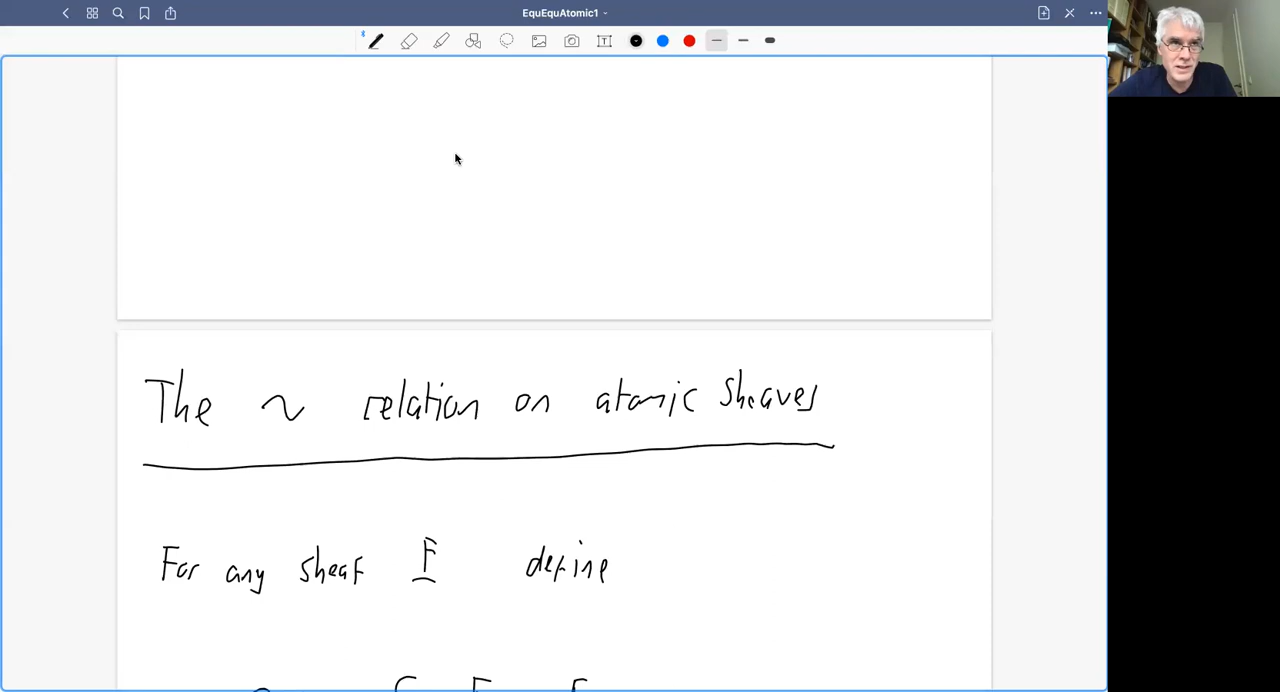 EquEquAtomic1
The ~ relation on atomic sheaves
For any sheaf F define